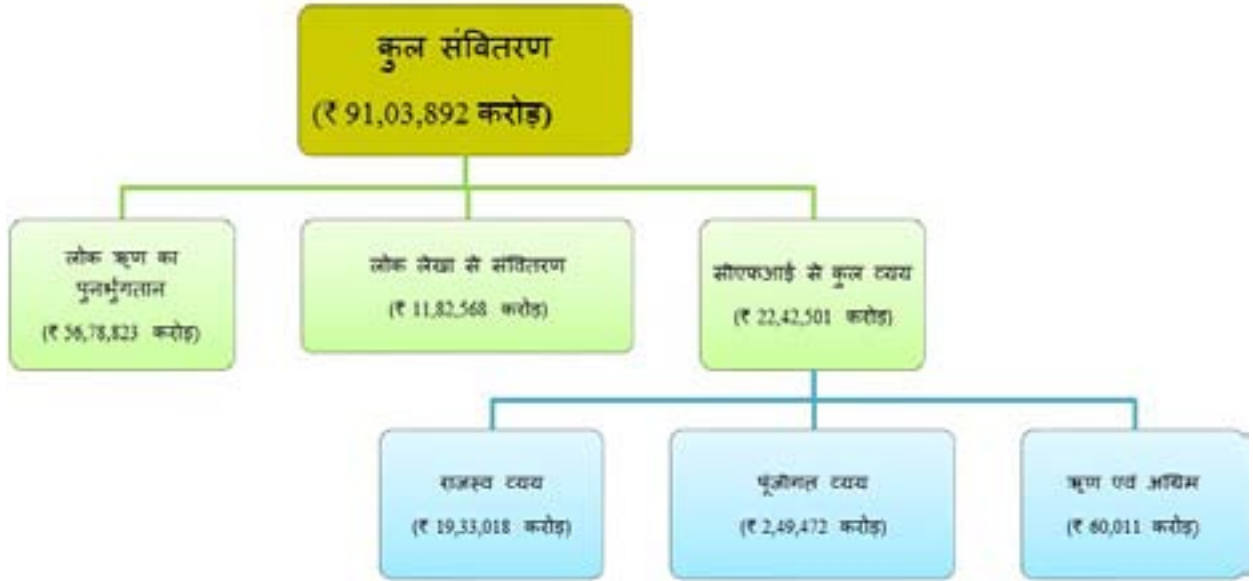 कुल संवितरण
(₹ 91,03,892 करोड़)
लोक ऋण का
पुनर्भुगतान
(₹ 56,78,823 करोड़)
लोक लेखा से संवितरण
(₹ 11,82,568 करोड़)
सीएफआई से कुल व्यय
(₹ 22,42,501 करोड़)
राजस्व व्यय
(₹ 19,33,018 करोड़)
पूंजीगत व्यय
(₹ 2,49,472 करोड़)
ऋण एवं अग्रिम
(₹ 60,011 करोड़)